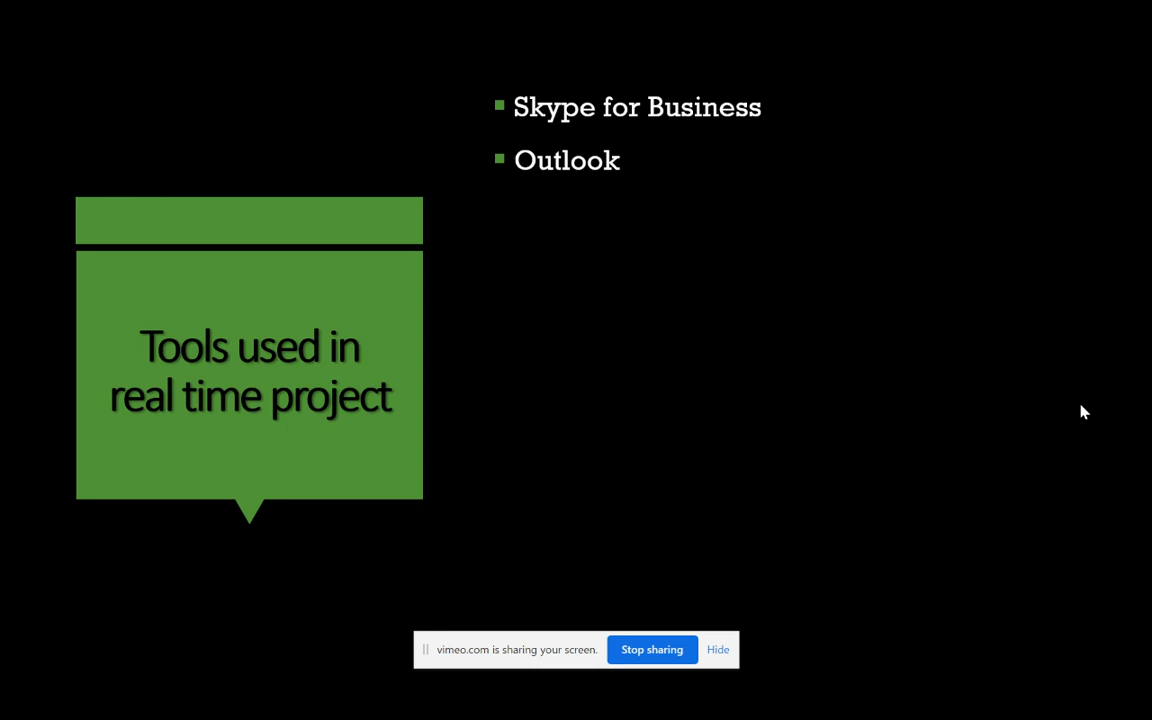 Skype for Business
Outlook
Tools used in
real time project
vimeo.com is sharing your screen.
Stop sharing
Hide